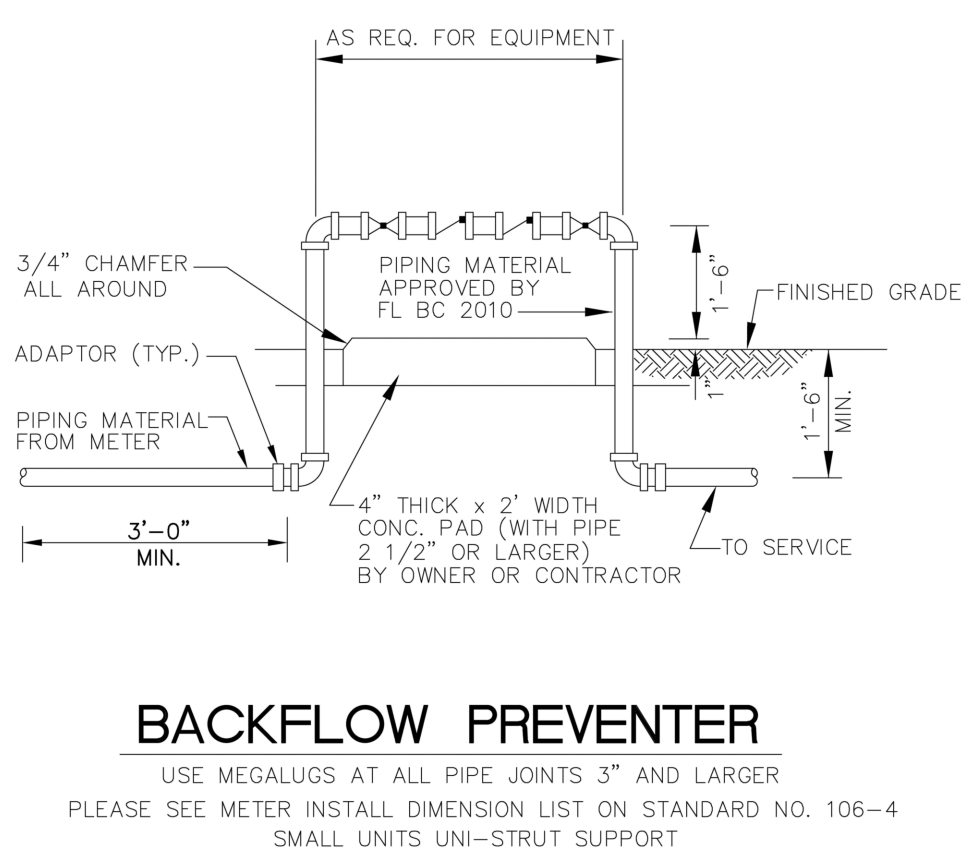 AS REQ. FOR EQUIPMENT
3/4" CHAMFER
ALL AROUND
PIPING MATERIAL
APPROVED BY
FL BC 2010
1'-6"
FINISHED GRADE
ADAPTOR (TYP.)
1"
1'-6"
MIN.
PIPING MATERIAL
FROM METER
3'-0"
MIN.
4" THICK x 2' WIDTH
CONC. PAD (WITH PIPE
2 1/2" OR LARGER)
BY OWNER OR CONTRACTOR
TO SERVICE
BACKFLOW PREVENTER
USE MEGALUGS AT ALL PIPE JOINTS 3" AND LARGER
PLEASE SEE METER INSTALL DIMENSION LIST ON STANDARD NO. 106-4
SMALL UNITS UNI-STRUT SUPPORT